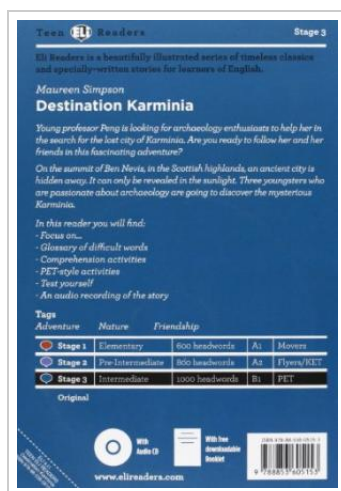 Teen ELI Readers Stage 3
Eli Readers is a beautifully illustrated series of timeless classics
and specially-written stories for learners of English.
Maureen Simpson
Destination Karminia
Young professor Peng is looking for archaeology enthusiasts to help her in
the search for the lost city of Karminia. Are you ready to follow her and her
friends in this fascinating adventure?
On the summit of Ben Nevis, in the Scottish highlands, an ancient city is
hidden away. It can only be revealed in the sunlight. Three youngsters who
are passionate about archaeology are going to discover the mysterious
Karminia.
In this reader you will find:
- Focus on...
- Glossary of difficult words
- Comprehension activities
- PET-style activities
- Test yourself
- An audio recording of the story
Tags
Adventure Nature Friendship
Stage 1 Elementary 600 headwords A1 Movers
Stage 2 Pre-Intermediate 800 headwords A2 Flyers/KET
Stage 3 Intermediate 1000 headwords B1 PET
Original
With
Audio CD
With free
downloadable
Booklet
www.elireaders.com
9 788853 605153